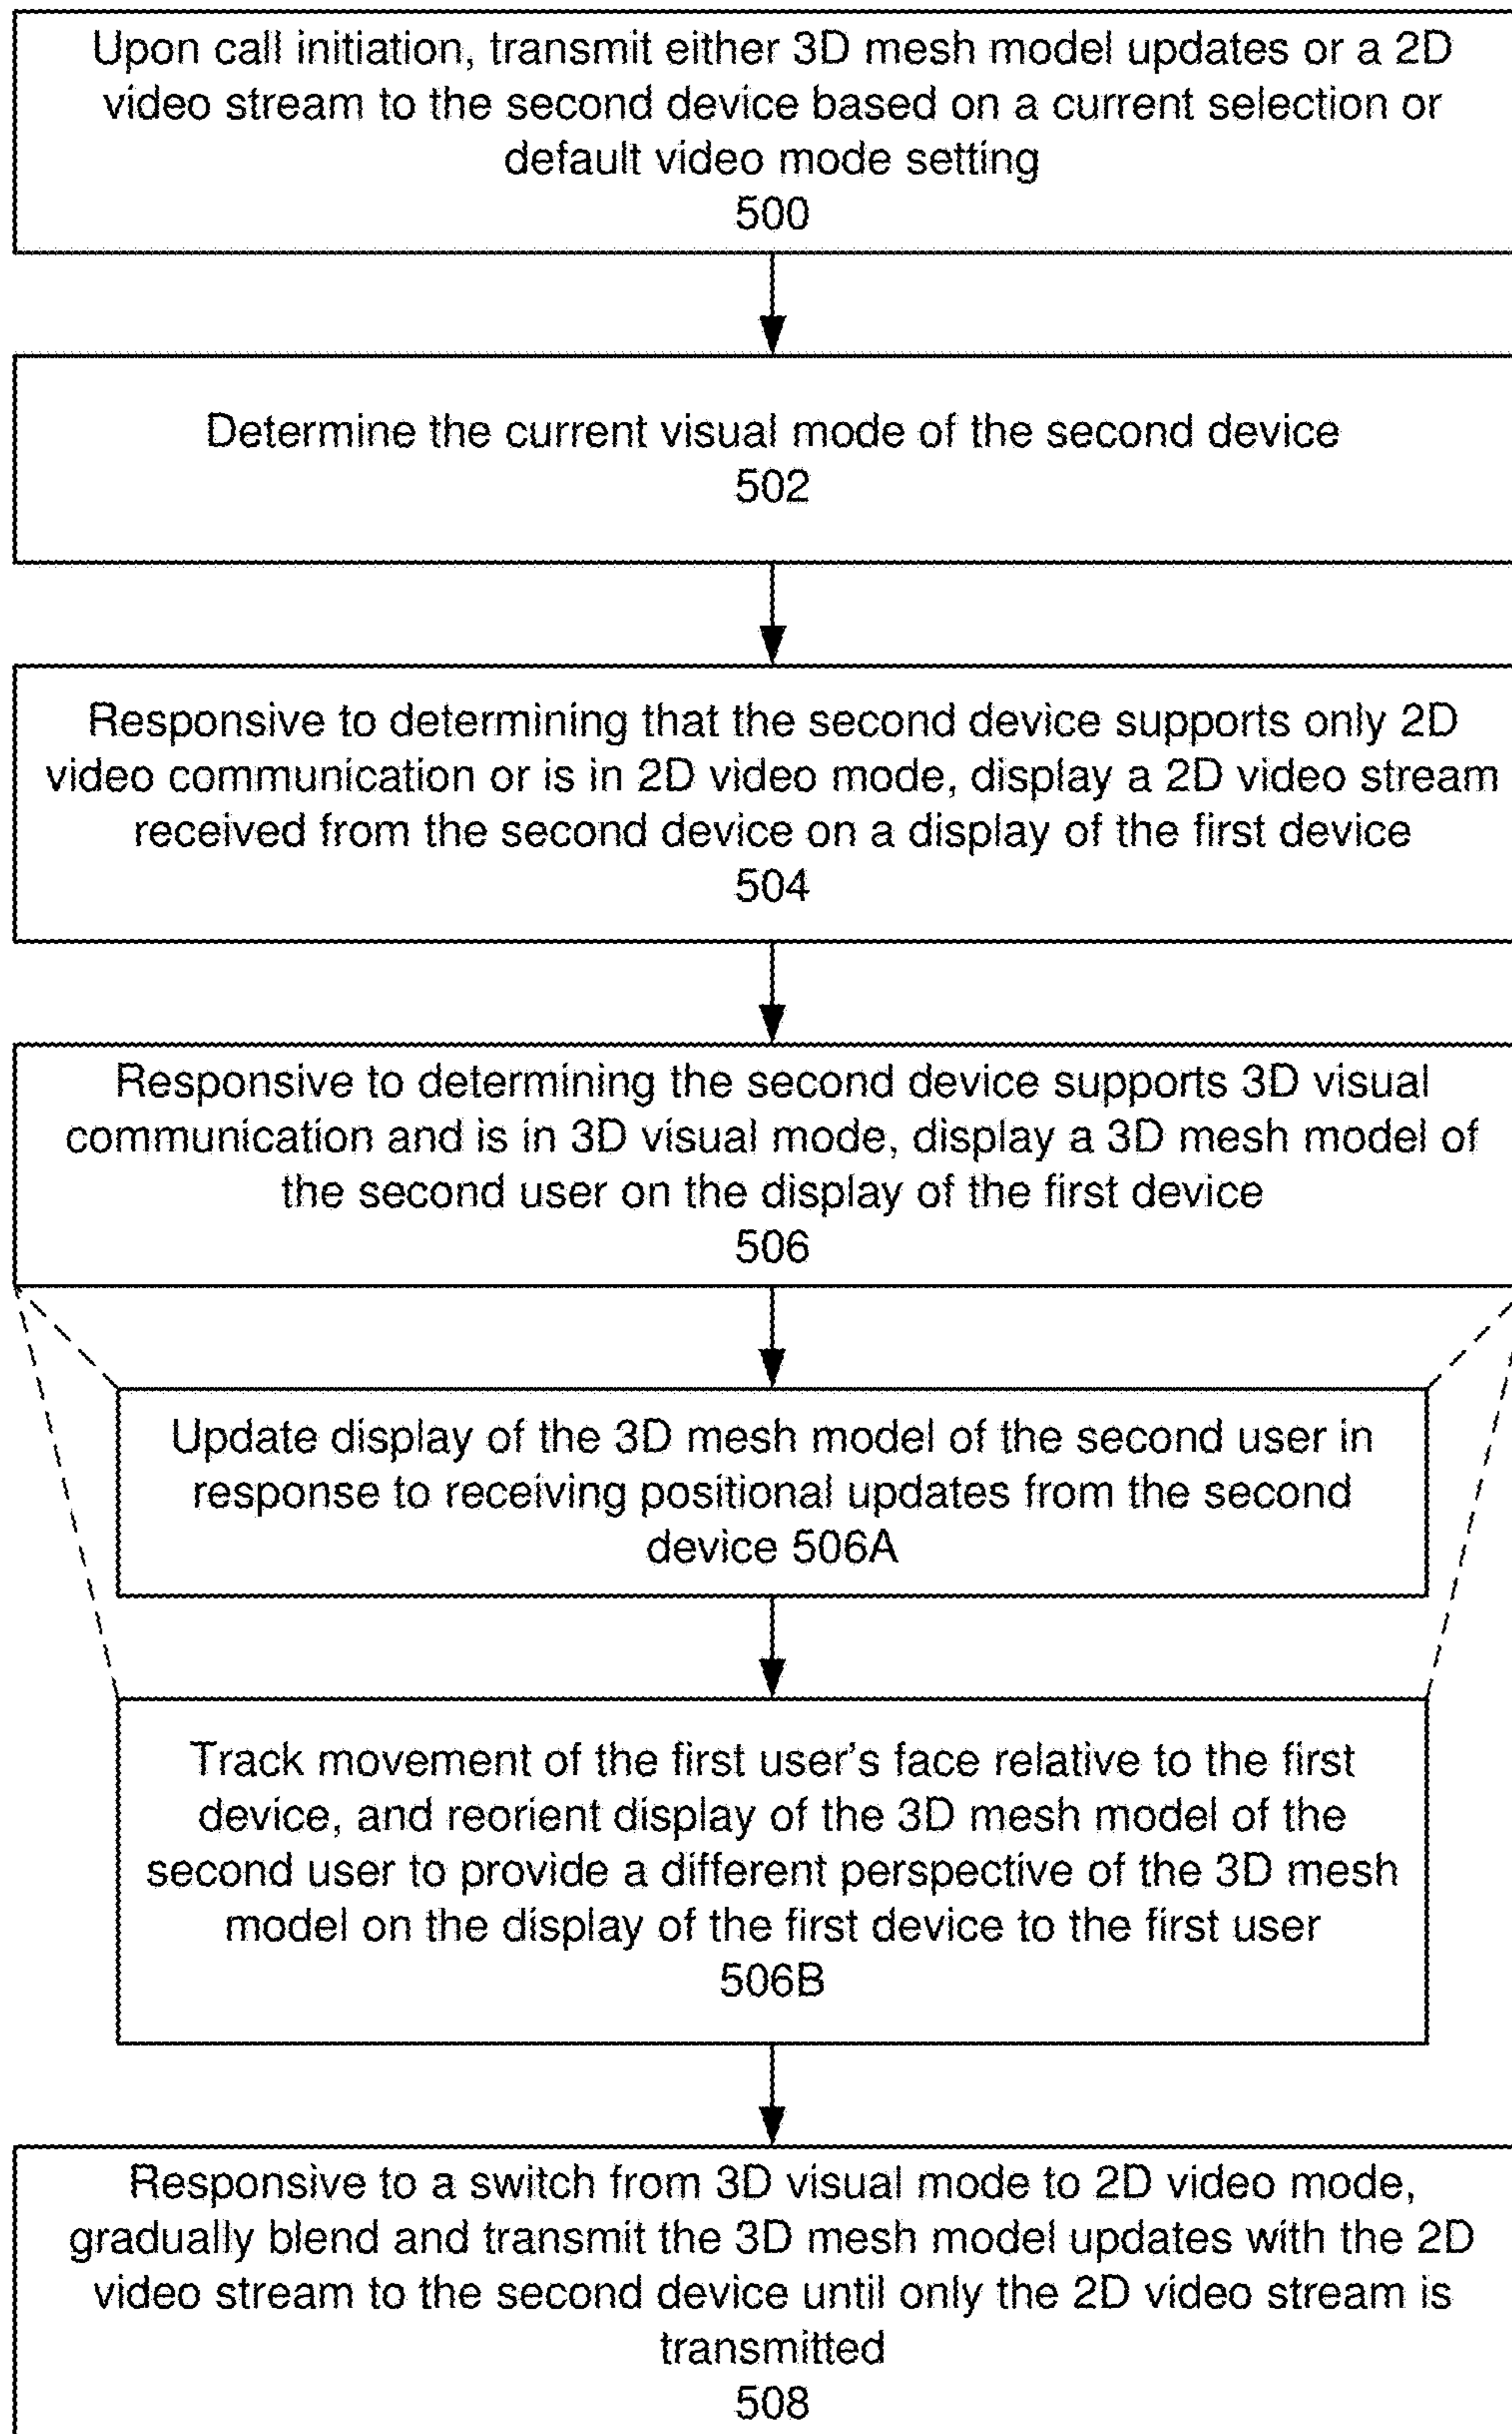 Upon call initiation, transmit either 3D mesh model updates or a 2D
video stream to the second device based on a current selection or
default video mode setting
500
Determine the current visual mode of the second device
502
Responsive to determining that the second device supports only 2D
video communication or is in 2D video mode, display a 2D video stream
received from the second device on a display of the first device
504
Responsive to determining the second device supports 3D visual
communication and is in 3D visual mode, display a 3D mesh model of
the second user on the display of the first device
506
Update display of the 3D mesh model of the second user in
response to receiving positional updates from the second
device 506A
Track movement of the first user's face relative to the first
device, and reorient display of the 3D mesh model of the
second user to provide a different perspective of the 3D mesh
model on the display of the first device to the first user
506B
Responsive to a switch from 3D visual mode to 2D video mode,
gradually blend and transmit the 3D mesh model updates with the 2D
video stream to the second device until only the 2D video stream is
transmitted
508